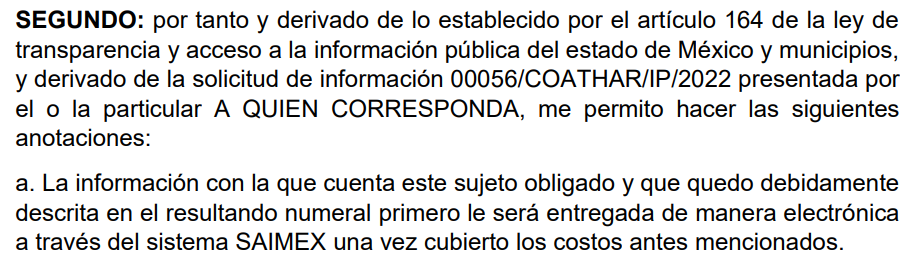 SEGUNDO: por tanto y derivado de lo establecido por el artículo 164 de la ley de
transparencia y acceso a la información pública del estado de México y municipios,
y derivado de la solicitud de información 00056/COATHAR/IP/2022 presentada por
el o la particular A QUIEN CORRESPONDA, me permito hacer las siguientes
anotaciones:
a. La información con la que cuenta este sujeto obligado y que quedo debidamente
descrita en el resultando numeral primero le será entregada de manera electrónica
a través del sistema SAIMEX una vez cubierto los costos antes mencionados.